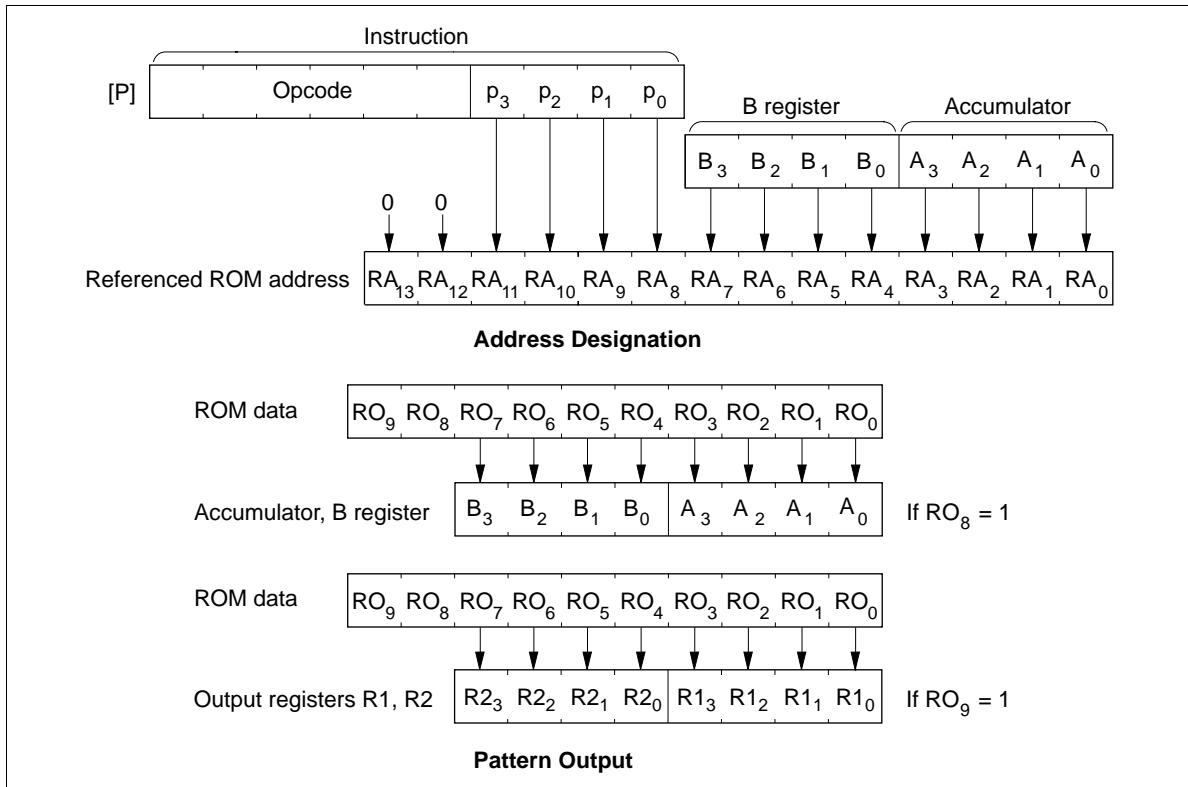 Instruction
[P] Opcode p3 p2 p1 p0
B register Accumulator
B3 B2 B1 B0 A3 A2 A1 A0
0 0
Referenced ROM address RA13 RA12 RA11 RA10 RA9 RA8 RA7 RA6 RA5 RA4 RA3 RA2 RA1 RA0
Address Designation
ROM data RO9 RO8 RO7 RO6 RO5 RO4 RO3 RO2 RO1 RO0
Accumulator, B register B3 B2 B1 B0 A3 A2 A1 A0 If RO8 = 1
ROM data RO9 RO8 RO7 RO6 RO5 RO4 RO3 RO2 RO1 RO0
Output registers R1, R2 R23 R22 R21 R20 R13 R12 R11 R10 If RO9 = 1
Pattern Output